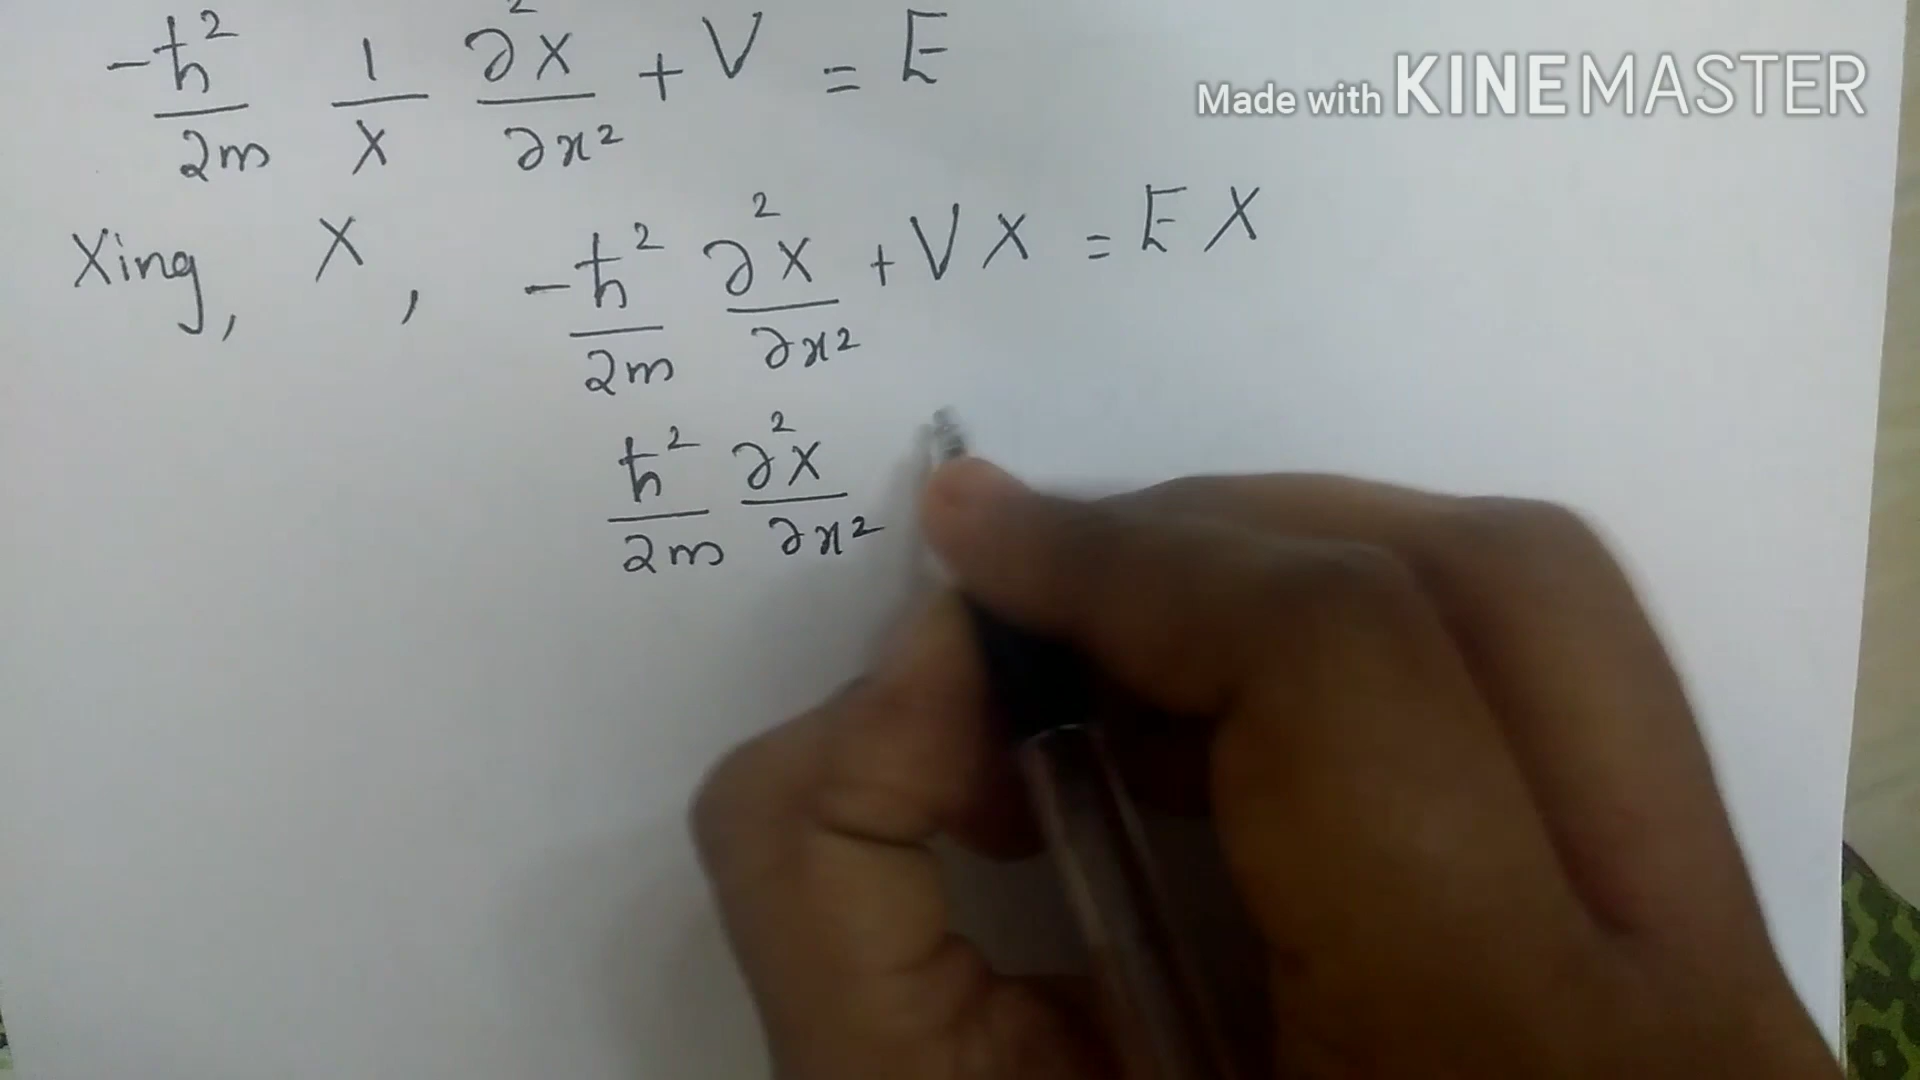 -ħ²/2m 1/X ∂²X/∂x² + V = E
Made with KINEMASTER
Xing, X, -ħ²/2m ∂²X/∂x² + VX = EX
ħ²/2m ∂²X/∂x²